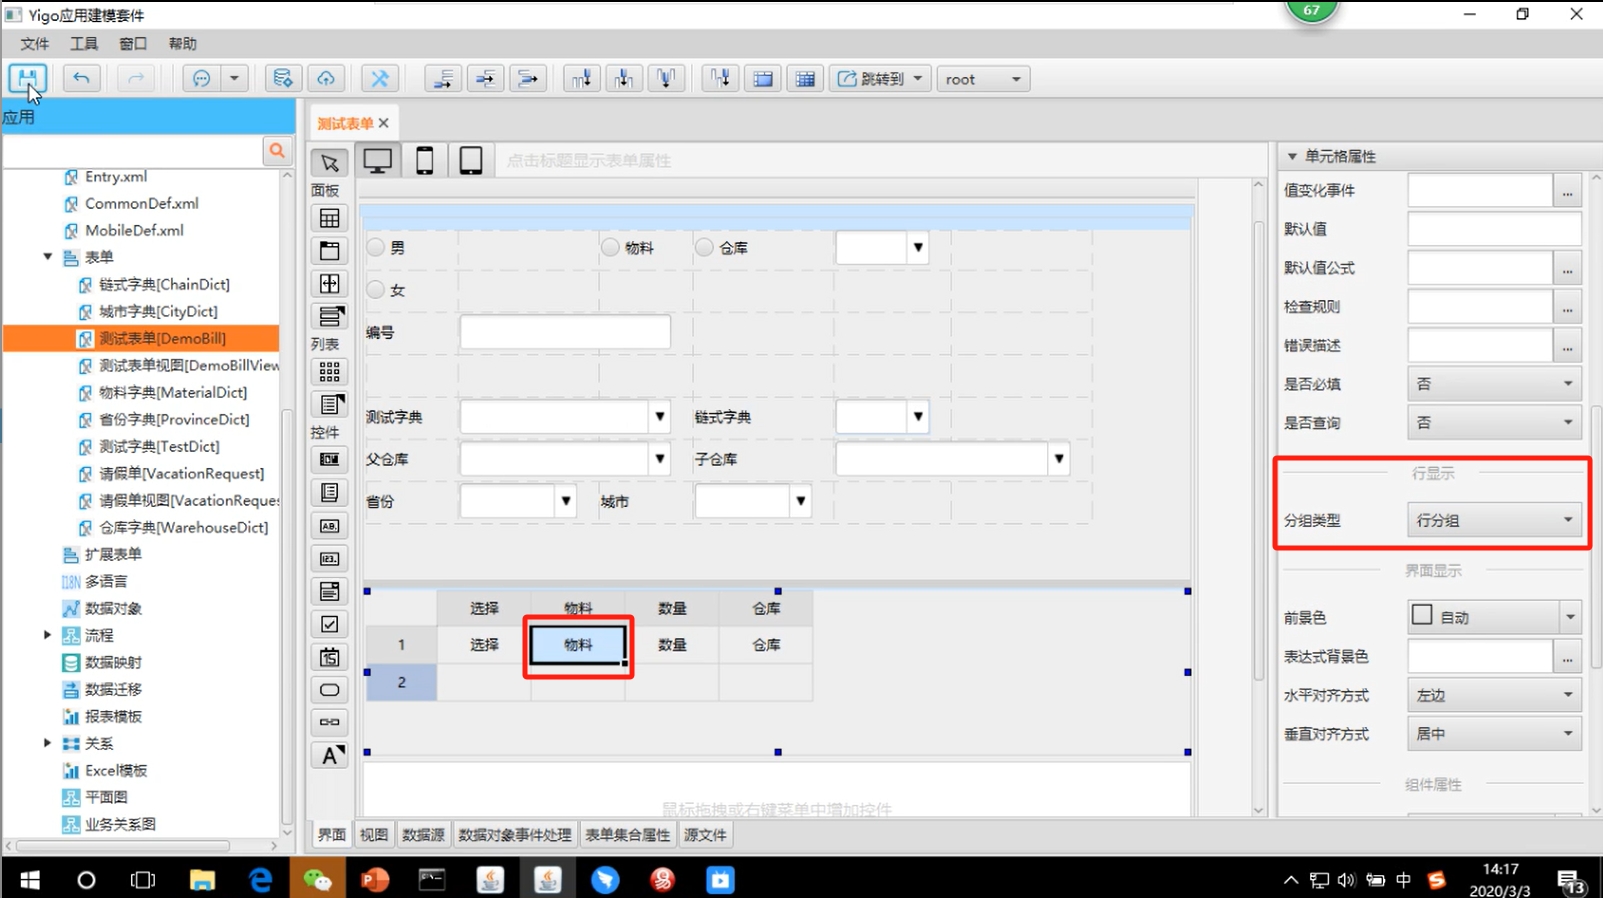 67
Yigo应用建模套件
文件 工具 窗口 帮助
跳转到 root
应用
测试表单
点击标题显示表单属性
Entry.xml
CommonDef.xml
MobileDef.xml
表单
链式字典[ChainDict]
城市字典[CityDict]
测试表单[DemoBill]
测试表单视图[DemoBillView
物料字典[MaterialDict]
省份字典[ProvinceDict]
测试字典[TestDict]
请假单[VacationRequest]
请假单视图[VacationReques
仓库字典[WarehouseDict]
扩展表单
I18N 多语言
数据对象
流程
数据映射
数据迁移
报表模板
关系
Excel模板
平面图
业务关系图
面板
列表
控件
AB.
123.
15
A
男 物料 仓库
女
编号
测试字典 链式字典
父仓库 子仓库
省份 城市
选择 物料 数量 仓库
1 选择 物料 数量 仓库
2
鼠标拖拽或右键菜单中增加控件
界面 视图 数据源 数据对象事件处理 表单集合属性 源文件
单元格属性
值变化事件 ...
默认值
默认值公式 ...
检查规则 ...
错误描述 ...
是否必填 否
是否查询 否
行显示
分组类型 行分组
界面显示
前景色 自动
表达式背景色 ...
水平对齐方式 左边
垂直对齐方式 居中
组件属性
中
14:17
2020/3/3
13